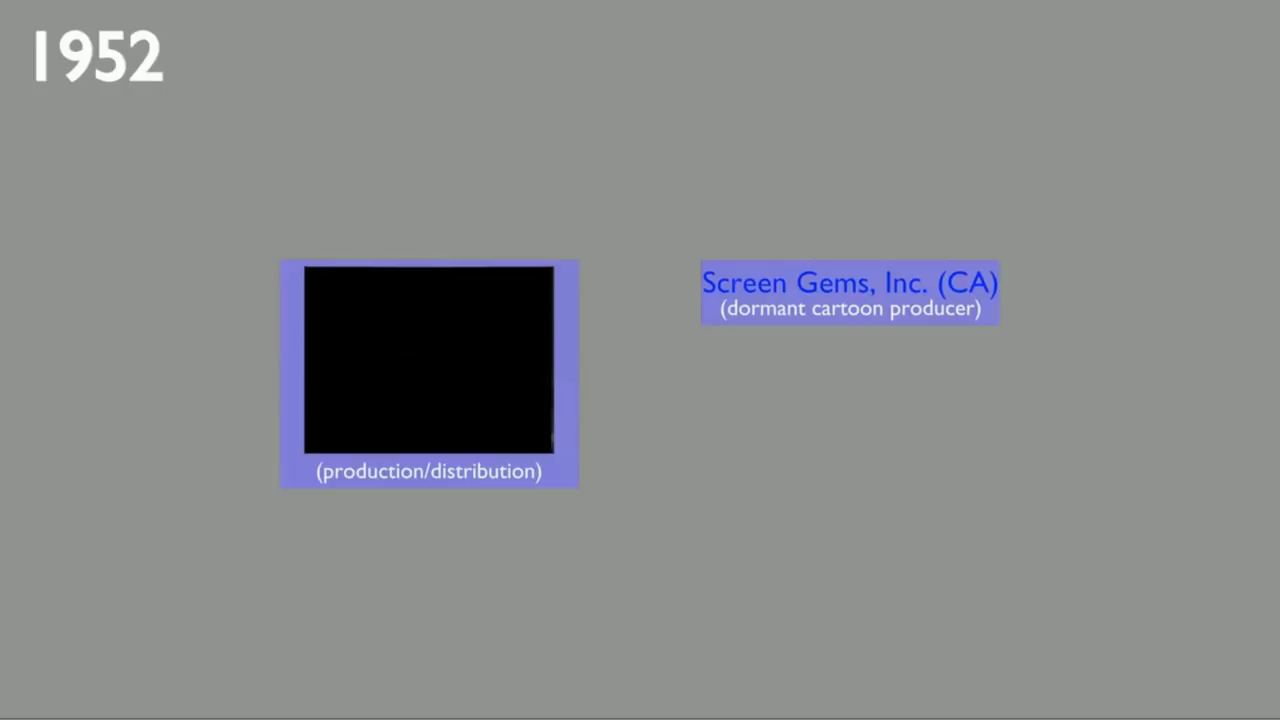 1952
Screen Gems, Inc. (CA)
(dormant cartoon producer)
(production/distribution)